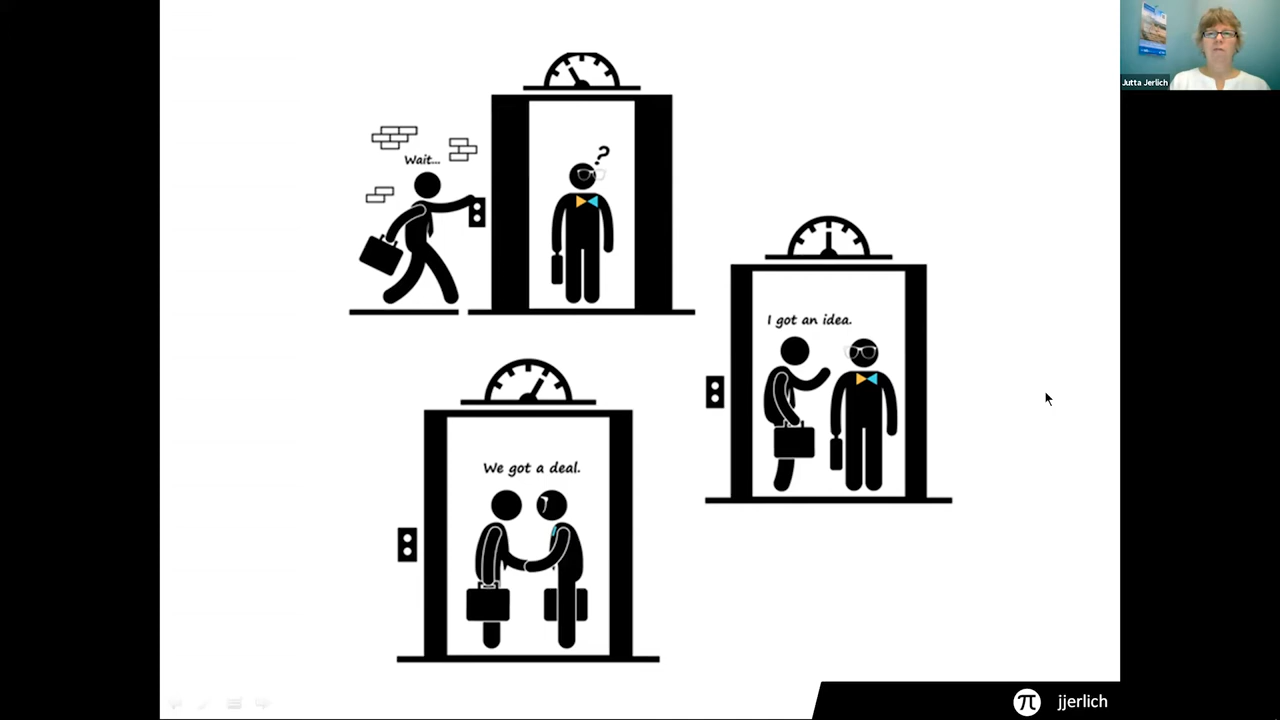 Jutta Jerlich
?
Wait...
I got an idea.
We got a deal.
π jjerlich